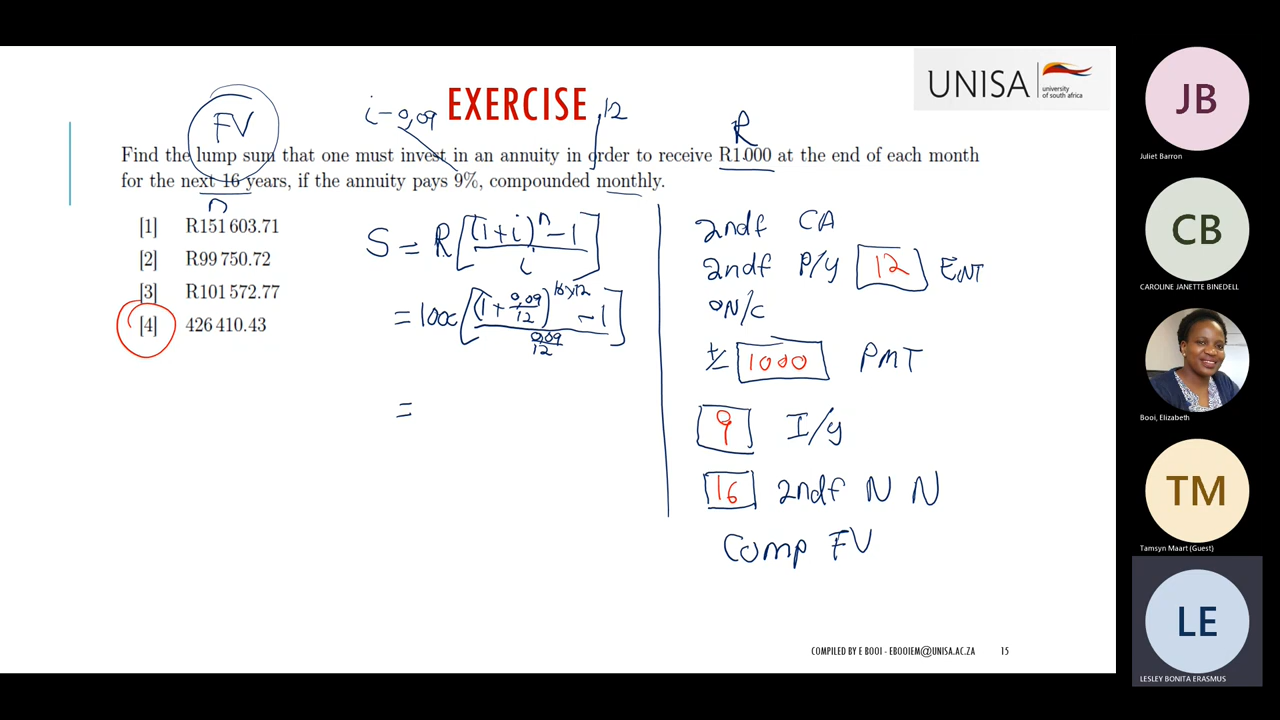 UNISA
university
of south africa
FV
i - 0,09
EXERCISE
, 12
R
Find the lump sum that one must invest in an annuity in order to receive R1 000 at the end of each month
for the next 16 years, if the annuity pays 9%, compounded monthly.
n
[1] R151 603.71
[2] R99 750.72
[3] R101 572.77
[4] 426 410.43
S = R[(1+i)^n - 1 / i]
= 1000[(1 + 0,09/12)^16x12 - 1 / 0,09/12]
=
2ndf CA
2ndf P/y 12 ENT
ON/C
± 1000 PMT
9 I/y
16 2ndf N N
Comp FV
COMPILED BY E BOOI - EBOOIEM@UNISA.AC.ZA 15
JB
Juliet Barron
CB
CAROLINE JANETTE BINEDELL
Booi, Elizabeth
TM
Tamsyn Maart (Guest)
LE
LESLEY BONITA ERASMUS